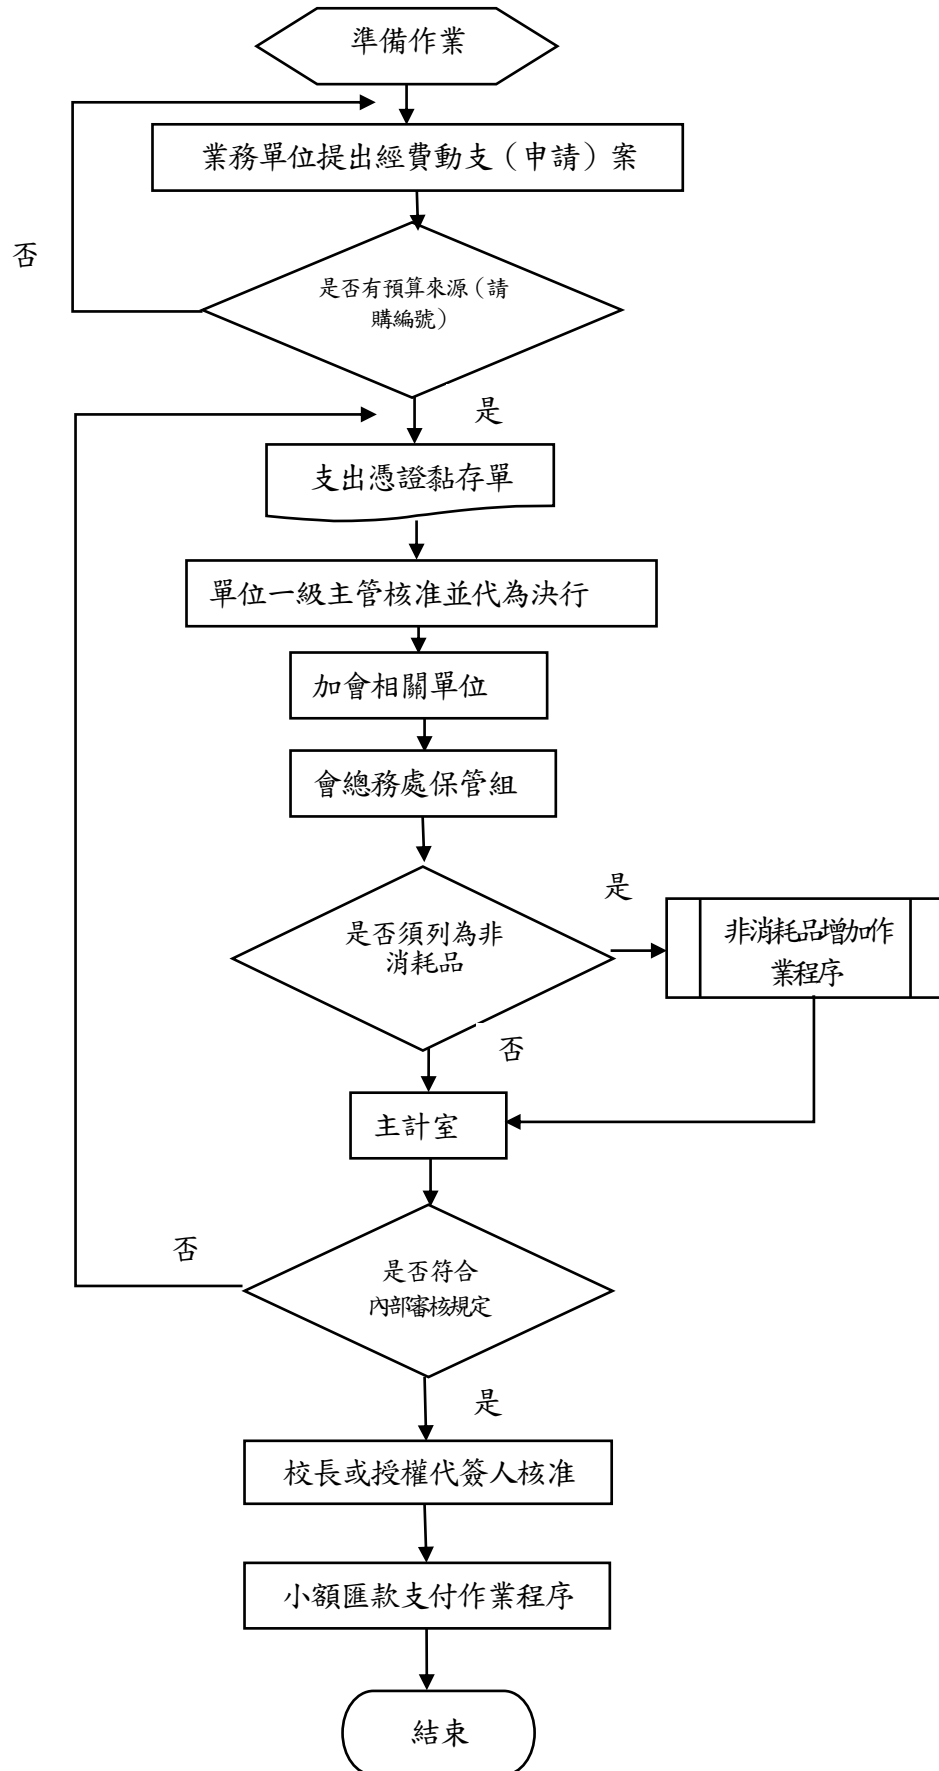 準備作業
業務單位提出經費動支（申請）案
否
是否有預算來源（請
購編號）
是
支出憑證黏存單
單位一級主管核准並代為決行
加會相關單位
會總務處保管組
是
是否須列為非
消耗品
非消耗品增加作
業程序
否
主計室
否
是否符合
內部審核規定
是
校長或授權代簽人核准
小額匯款支付作業程序
結束